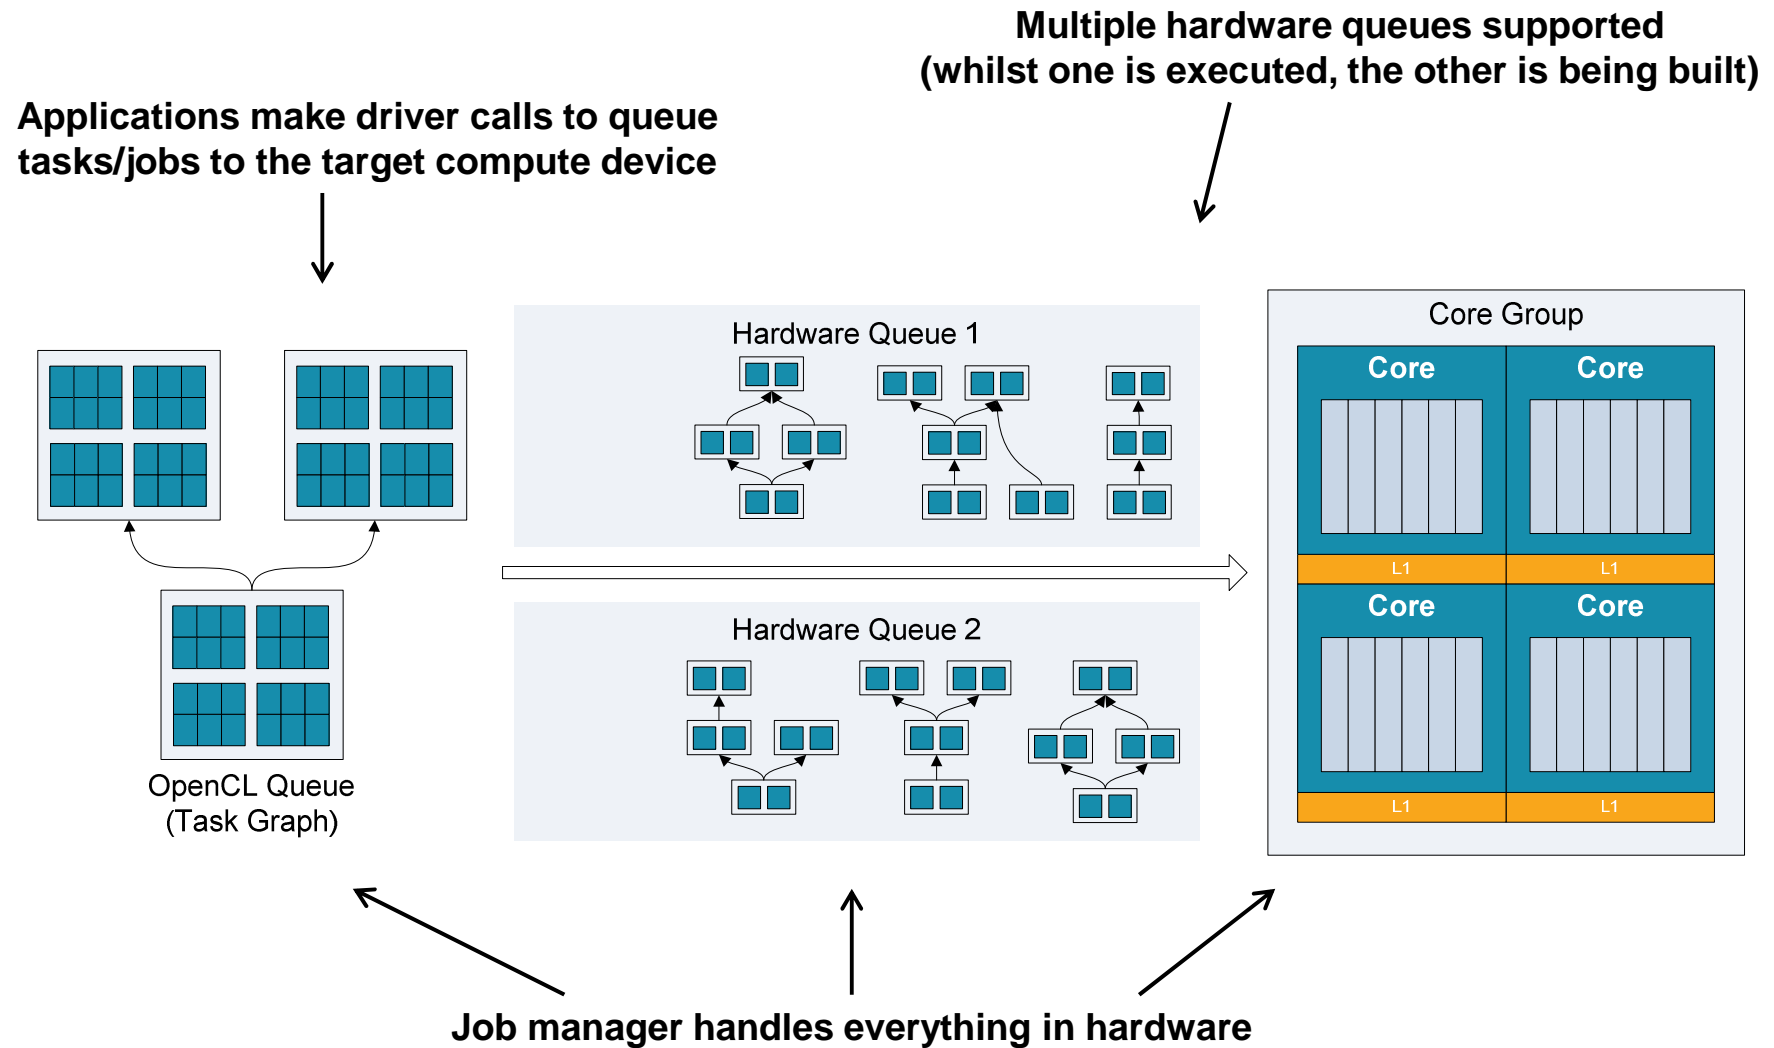 Multiple hardware queues supported
(whilst one is executed, the other is being built)
Applications make driver calls to queue
tasks/jobs to the target compute device
Hardware Queue 1
Core Group
Core
Core
L1
L1
Core
Core
L1
L1
Hardware Queue 2
OpenCL Queue
(Task Graph)
Job manager handles everything in hardware